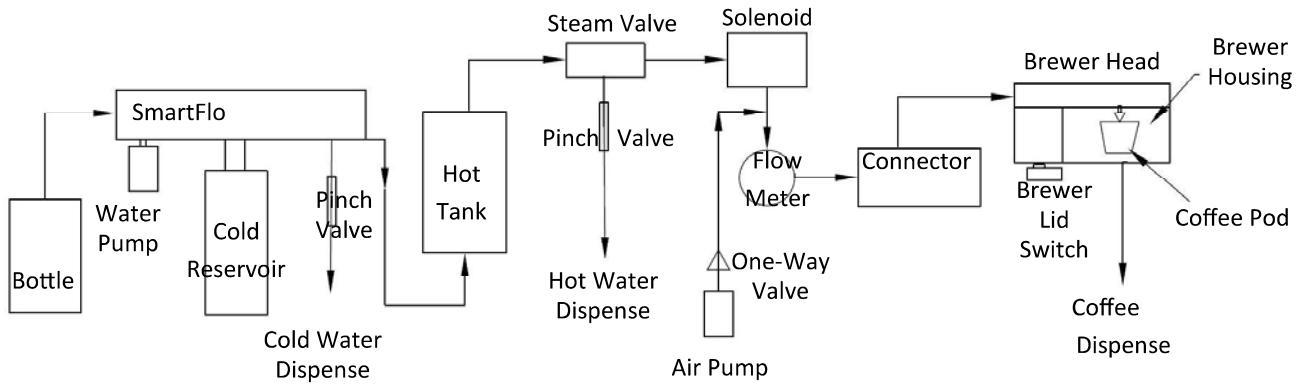 Steam Valve
Solenoid
Brewer Head
Brewer
Housing
SmartFlo
Pinch Valve
Hot
Tank
Flow
Meter
Connector
Water
Pump
Pinch
Valve
Cold
Reservoir
Bottle
Brewer
Lid
Switch
Coffee Pod
One-Way
Valve
Hot Water
Dispense
Cold Water
Dispense
Air Pump
Coffee
Dispense